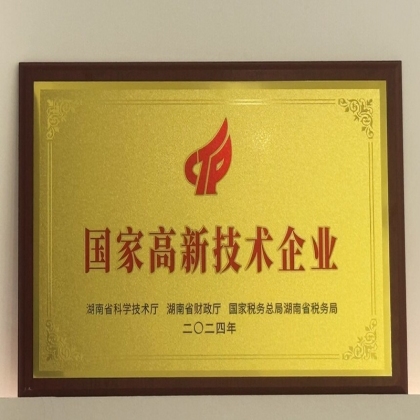 国家高新技术企业
湖南省科学技术厅 湖南省财政厅 国家税务总局湖南省税务局
二〇二四年